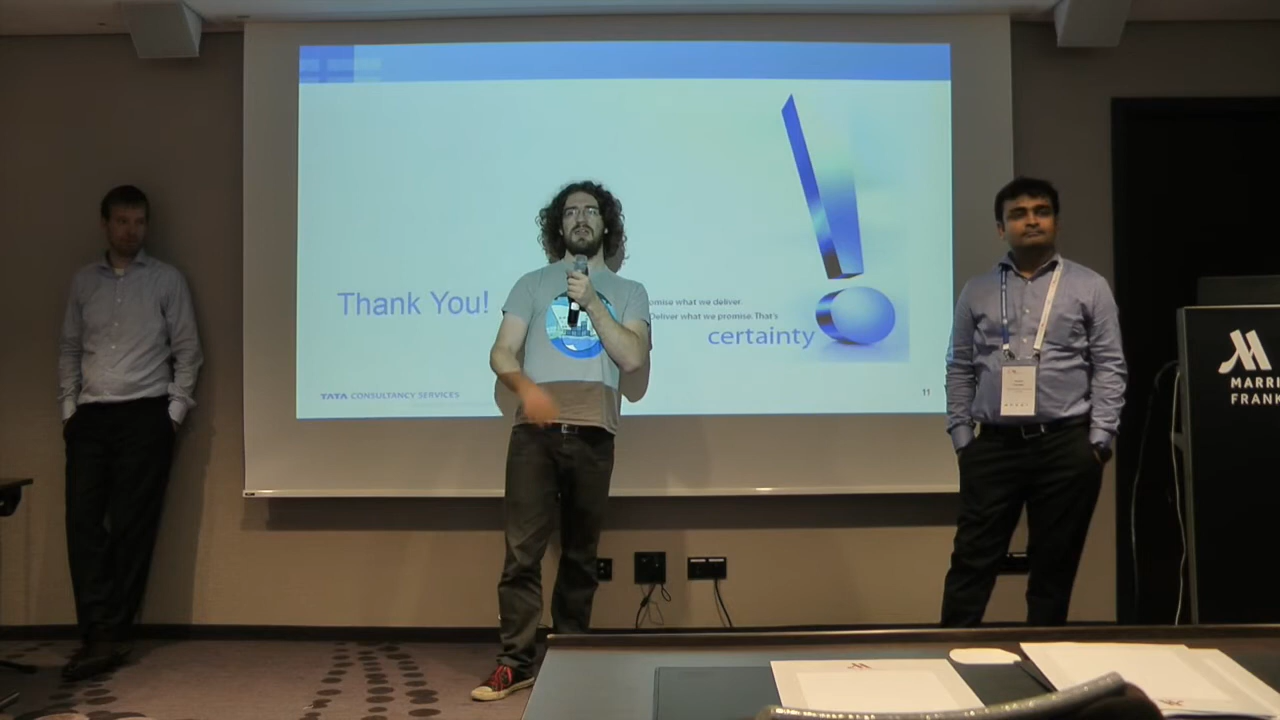 Thank You!
omise what we deliver.
Deliver what we promise. That's
certainty
TATA CONSULTANCY SERVICES
11
MARRI
FRANK